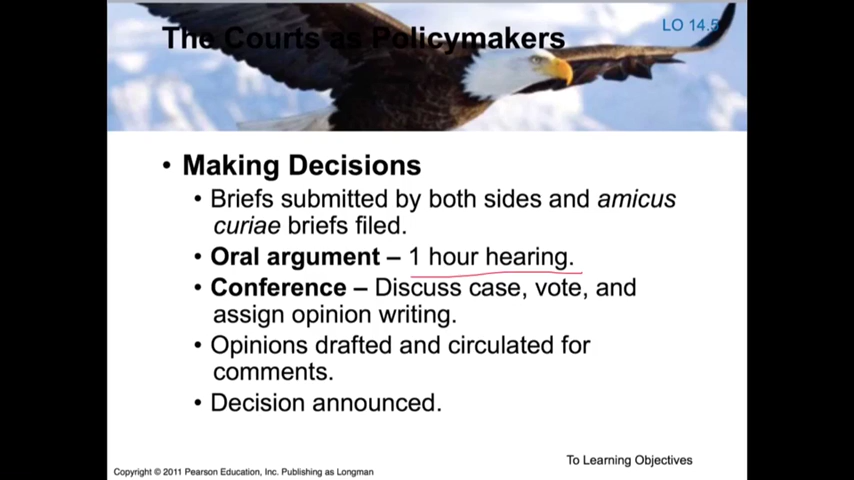 The Courts as Policymakers
LO 14.5
• Making Decisions
• Briefs submitted by both sides and amicus
curiae briefs filed.
• Oral argument – 1 hour hearing.
• Conference – Discuss case, vote, and
assign opinion writing.
• Opinions drafted and circulated for
comments.
• Decision announced.
To Learning Objectives
Copyright © 2011 Pearson Education, Inc. Publishing as Longman